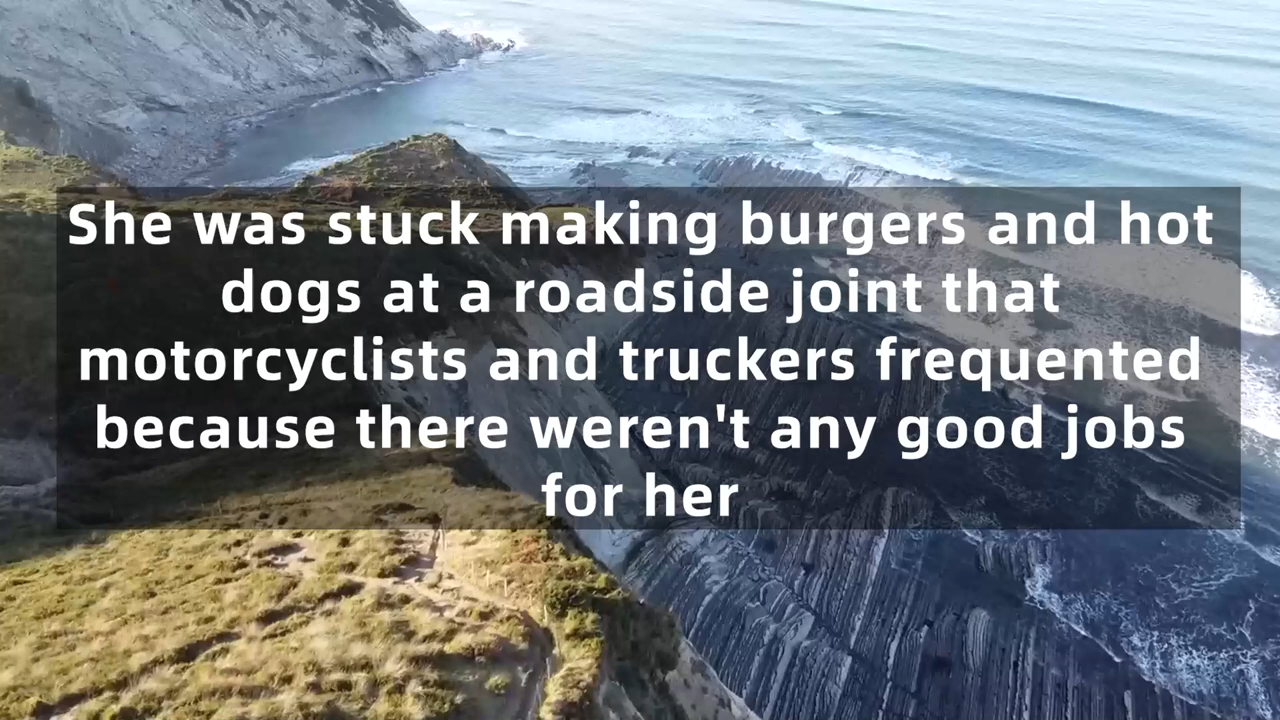 She was stuck making burgers and hot
dogs at a roadside joint that
motorcyclists and truckers frequented
because there weren't any good jobs
for her